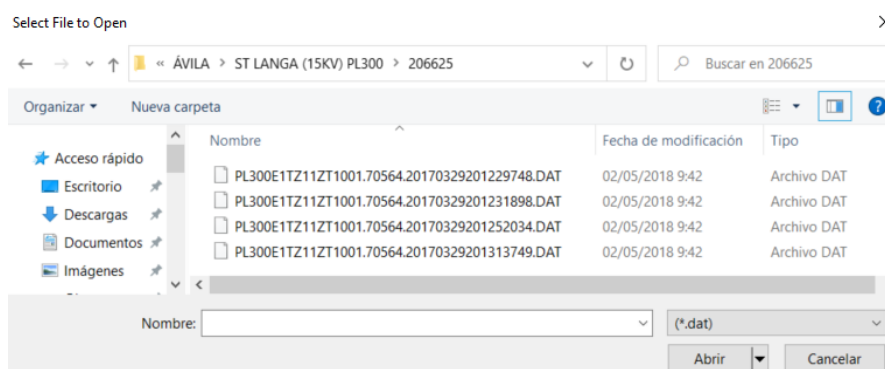 Select File to Open
« ÁVILA > ST LANGA (15KV) PL300 > 206625
Buscar en 206625
Organizar
Nueva carpeta
Nombre
Fecha de modificación
Tipo
Acceso rápido
Escritorio
Descargas
Documentos
Imágenes
PL300E1TZ11ZT1001.70564.20170329201229748.DAT 02/05/2018 9:42 Archivo DAT
PL300E1TZ11ZT1001.70564.20170329201231898.DAT 02/05/2018 9:42 Archivo DAT
PL300E1TZ11ZT1001.70564.20170329201252034.DAT 02/05/2018 9:42 Archivo DAT
PL300E1TZ11ZT1001.70564.20170329201313749.DAT 02/05/2018 9:42 Archivo DAT
Nombre:
(*.dat)
Abrir
Cancelar